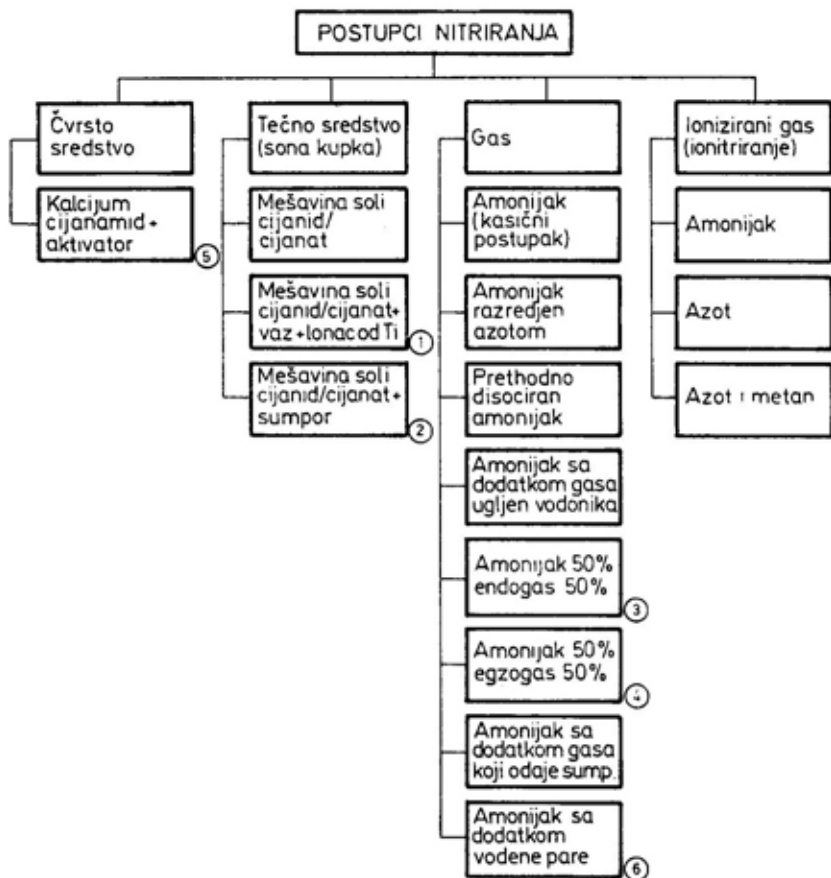 POSTUPCI NITRIRANJA
Čvrsto
sredstvo
Kalcijum
cijanamid +
aktivator
5
Tečno sredstvo
(sona kupka)
Mešavina soli
cijanid/
cijanat
Mešavina soli
cijanid/cijanat+
vaz+lonac od Ti
1
Mešavina soli
cijanid/cijanat+
sumpor
2
Gas
Amonijak
(kasični
postupak)
Amonijak
razredjen
azotom
Prethodno
disociran
amonijak
Amonijak sa
dodatkom gasa
ugljen vodonika
Amonijak 50%
endogas 50%
3
Amonijak 50%
egzogas 50%
4
Amonijak sa
dodatkom gasa
koji odaje sump.
Amonijak sa
dodatkom
vodene pare
6
Ionizirani gas
(ionitriranje)
Amonijak
Azot
Azot i metan